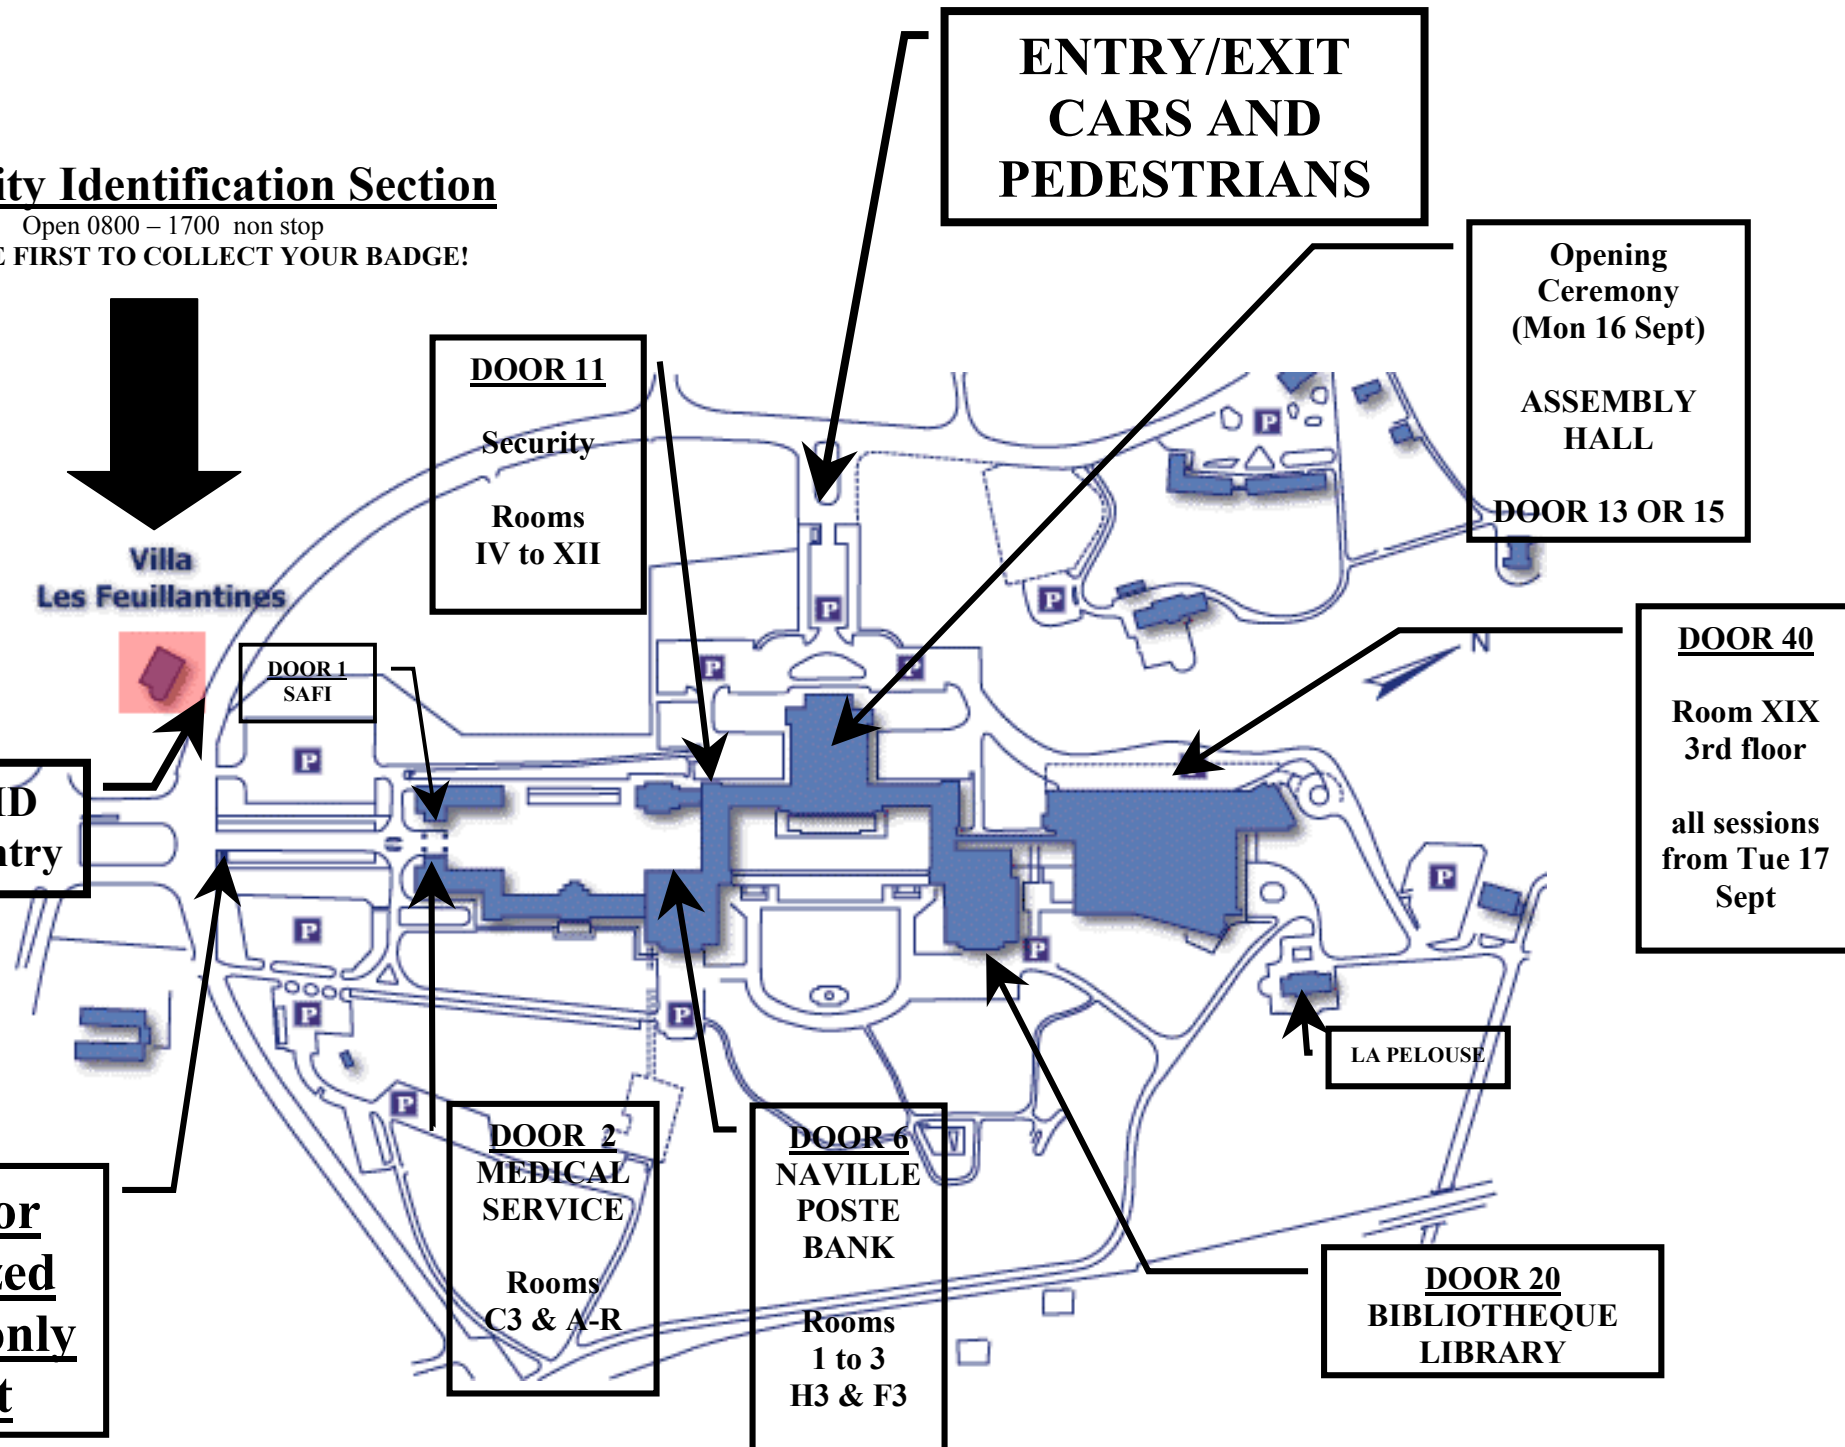 ENTRY/EXIT
CARS AND
PEDESTRIANS
Identification Section
Open 0800 – 1700 non stop
FIRST TO COLLECT YOUR BADGE!
Opening
Ceremony
(Mon 16 Sept)
ASSEMBLY
HALL
DOOR 13 OR 15
DOOR 11
Security
Rooms
IV to XII
P
Villa
Les Feuillantines
P
P
P
P
DOOR 1
SAFI
N
DOOR 40
Room XIX
3rd floor
all sessions
from Tue 17
Sept
P
ID
P
P
P
P
P
LA PELOUSE
P
DOOR 2
MEDICAL
SERVICE
Rooms
C3 & A-R
DOOR 6
NAVILLE
POSTE
BANK
Rooms
1 to 3
H3 & F3
only
DOOR 20
BIBLIOTHEQUE
LIBRARY